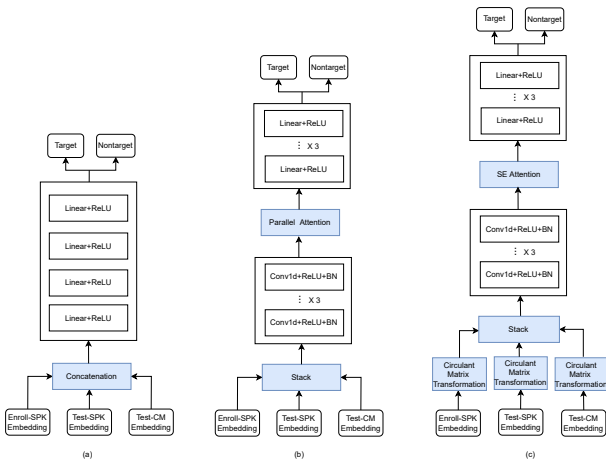 Target
Nontarget
Linear+ReLU
Linear+ReLU
Linear+ReLU
Linear+ReLU
Concatenation
Enroll-SPK
Embedding
Test-SPK
Embedding
Test-CM
Embedding
(a)
Target
Nontarget
Linear+ReLU
⋮ X 3
Linear+ReLU
Parallel Attention
Conv1d+ReLU+BN
⋮ X 3
Conv1d+ReLU+BN
Stack
Enroll-SPK
Embedding
Test-SPK
Embedding
Test-CM
Embedding
(b)
Target
Nontarget
Linear+ReLU
⋮ X 3
Linear+ReLU
SE Attention
Conv1d+ReLU+BN
⋮ X 3
Conv1d+ReLU+BN
Stack
Circulant
Matrix
Transformation
Circulant
Matrix
Transformation
Circulant
Matrix
Transformation
Enroll-SPK
Embedding
Test-SPK
Embedding
Test-CM
Embedding
(c)